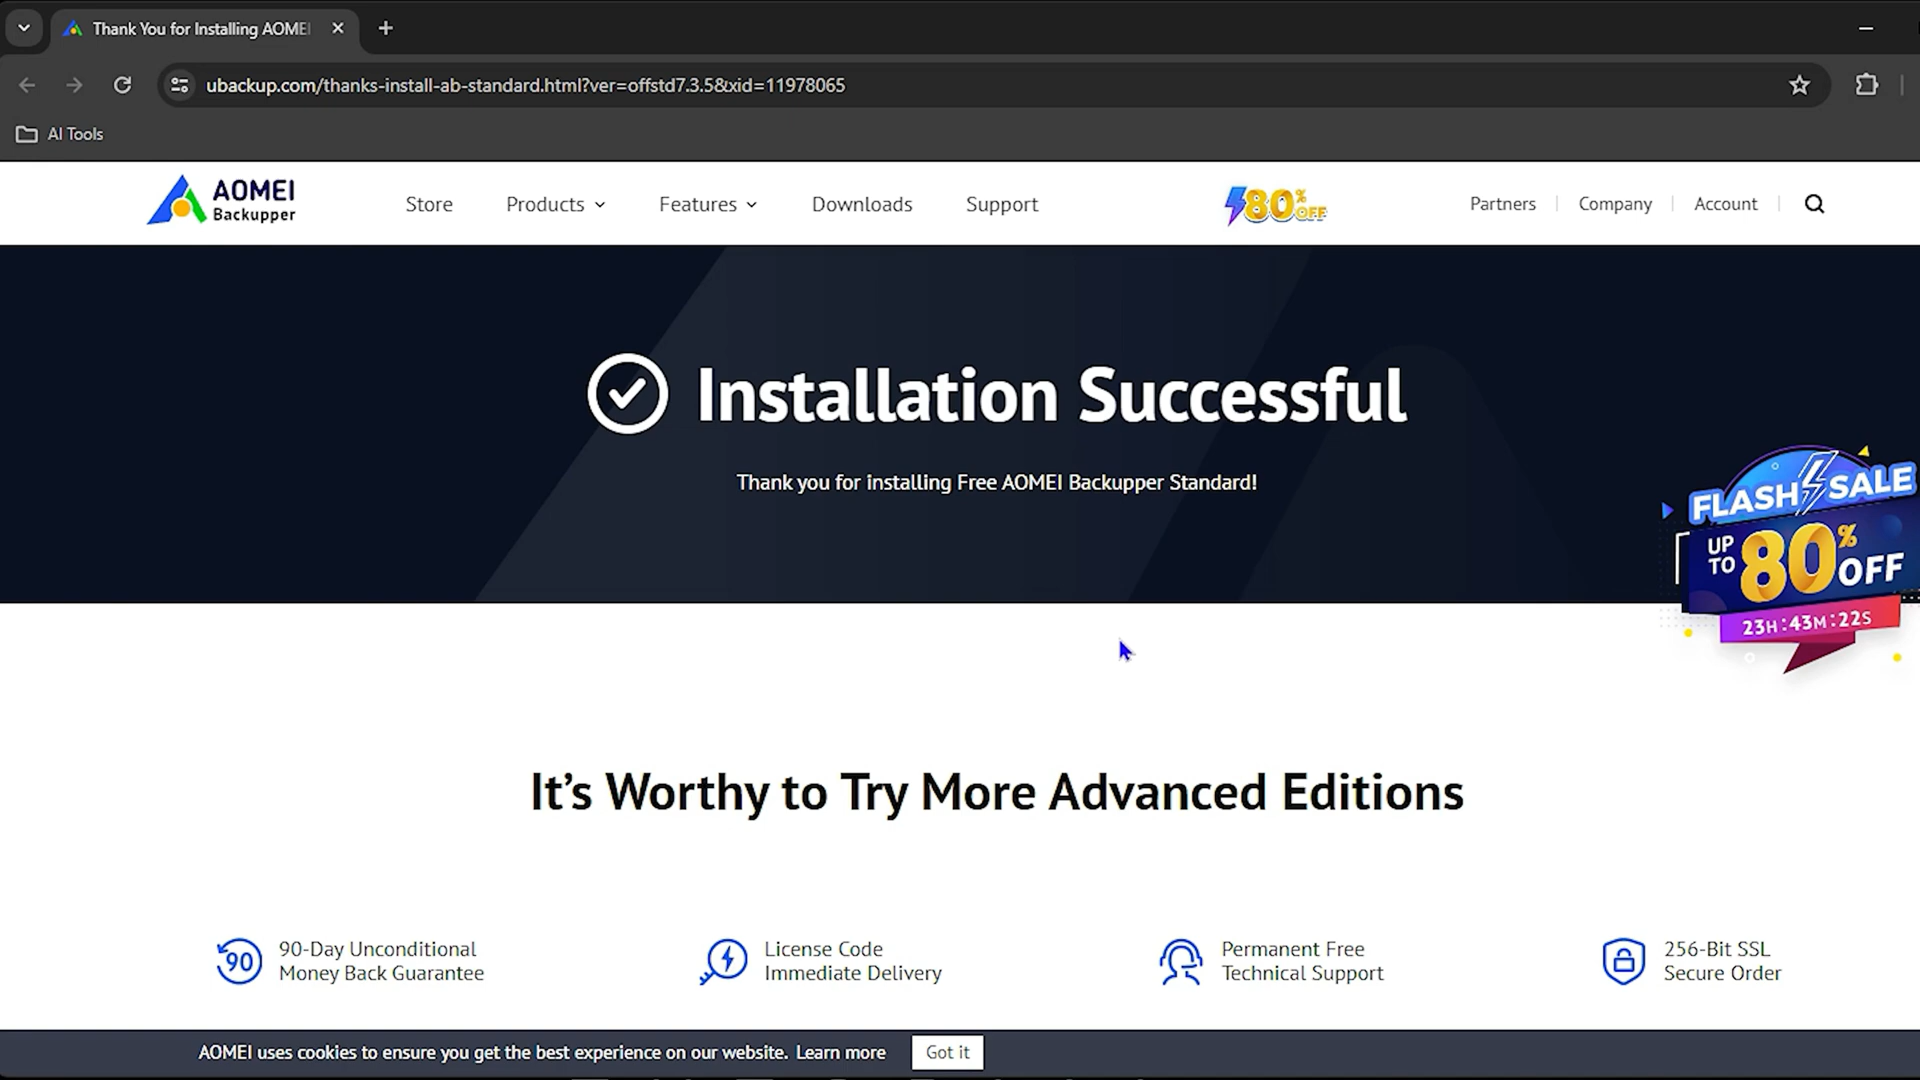 Thank You for Installing AOMEI
ubackup.com/thanks-install-ab-standard.html?ver=offstd7.3.5&xid=11978065
AI Tools
AOMEI
Backupper
Store
Products
Features
Downloads
Support
80% OFF
Partners
Company
Account
Installation Successful
Thank you for installing Free AOMEI Backupper Standard!
FLASH SALE
UP TO 80% OFF
23H:43M:22S
It’s Worthy to Try More Advanced Editions
90
90-Day Unconditional
Money Back Guarantee
License Code
Immediate Delivery
Permanent Free
Technical Support
256-Bit SSL
Secure Order
AOMEI uses cookies to ensure you get the best experience on our website. Learn more
Got it